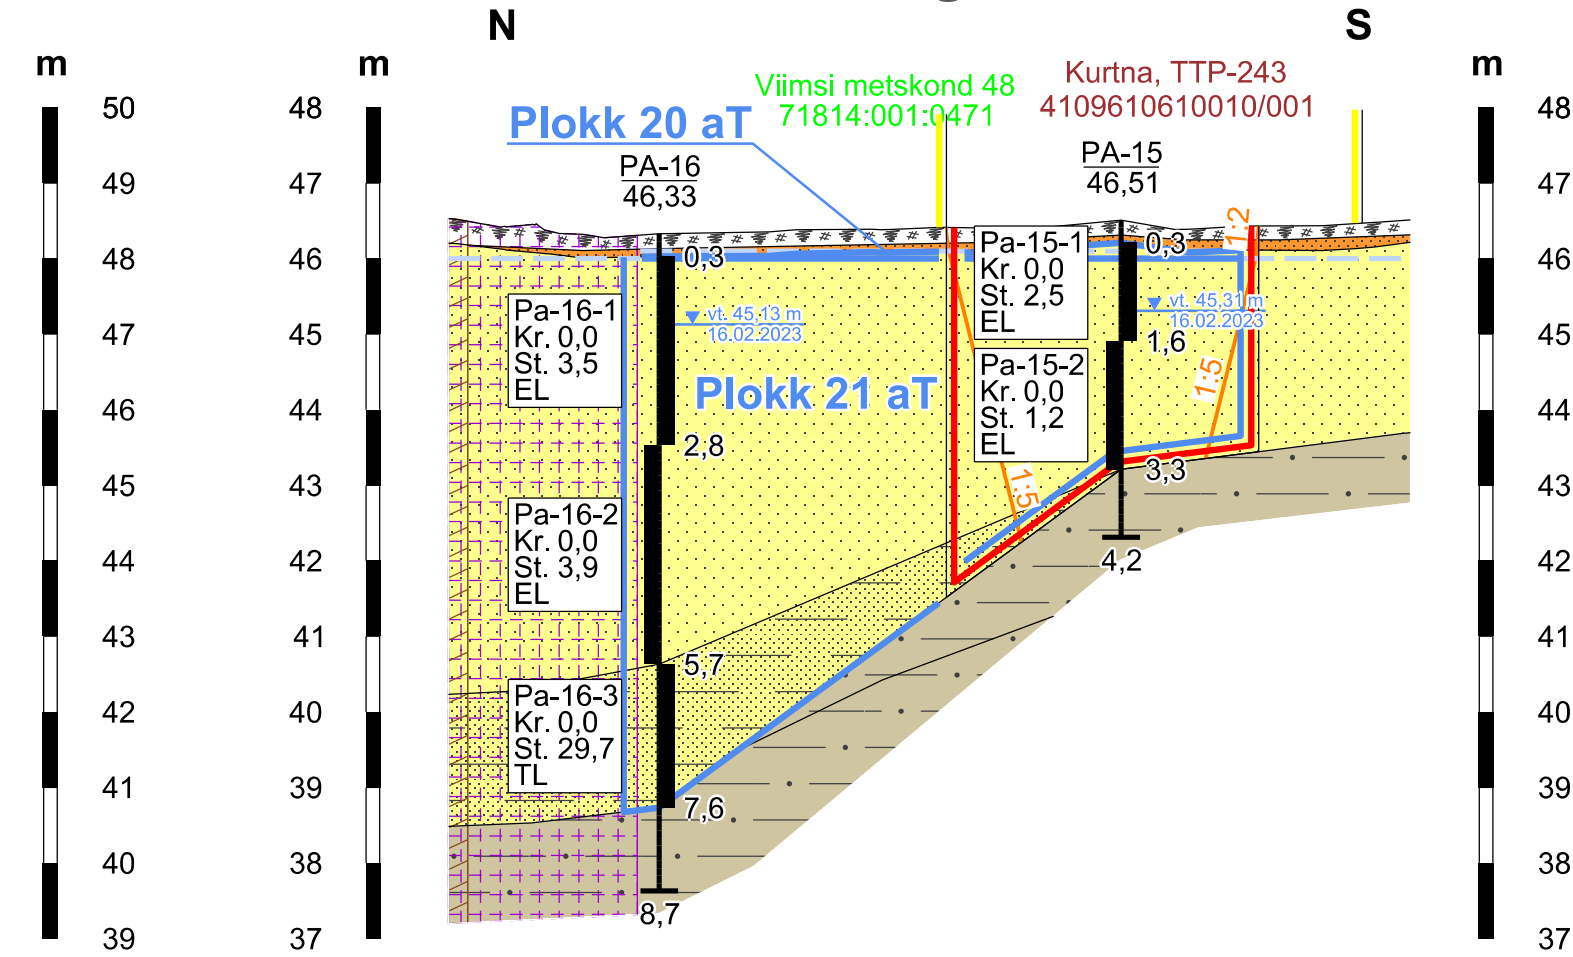 N
S
m
m
m
50
49
48
47
46
45
44
43
42
41
40
39
48
47
46
45
44
43
42
41
40
39
38
37
Viimsi metskond 48
71814:001:0471
Kurtna, TTP-243
4109610610010/001
Plokk 20 aT
PA-16
46,33
PA-15
46,51
0,3
2,8
5,7
7,6
8,7
vt. 45,13 m
16.02.2023
Pa-16-1
Kr. 0,0
St. 3,5
EL
Pa-16-2
Kr. 0,0
St. 3,9
EL
Pa-16-3
Kr. 0,0
St. 29,7
TL
Plokk 21 aT
Pa-15-1
Kr. 0,0
St. 2,5
EL
Pa-15-2
Kr. 0,0
St. 1,2
EL
0,3
1,6
3,3
4,2
vt. 45,31 m
16.02.2023
1:2
1:5
1:5
48
47
46
45
44
43
42
41
40
39
38
37